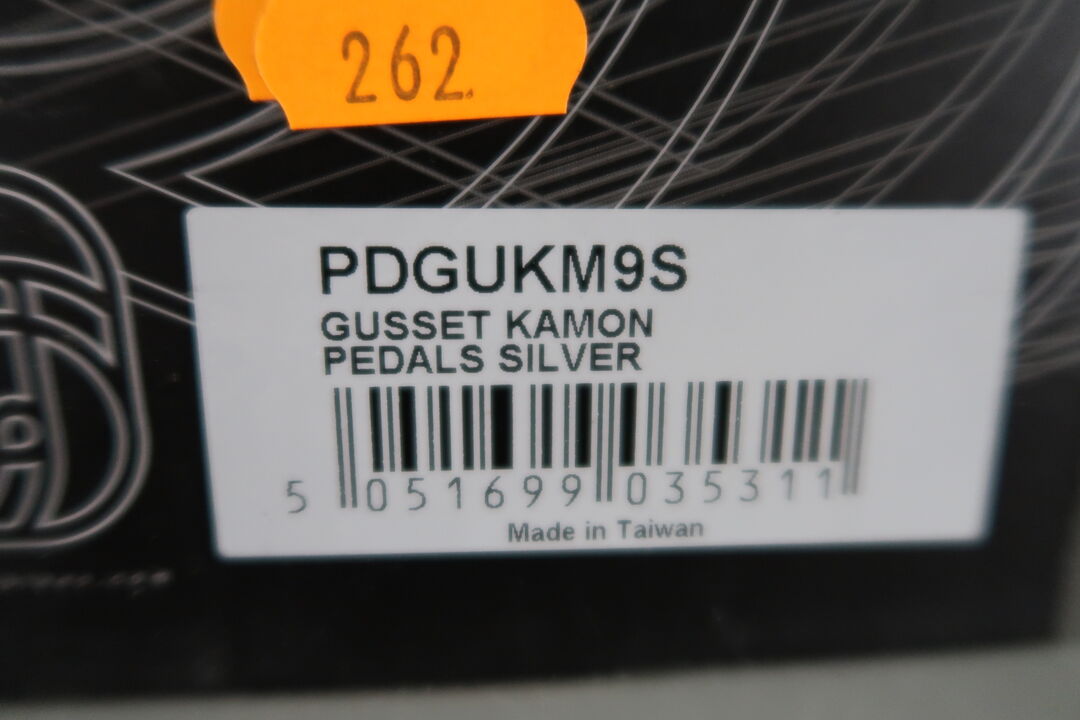 262.
PDGUKM9S
GUSSET KAMON
PEDALS SILVER
5 051699 035311
Made in Taiwan